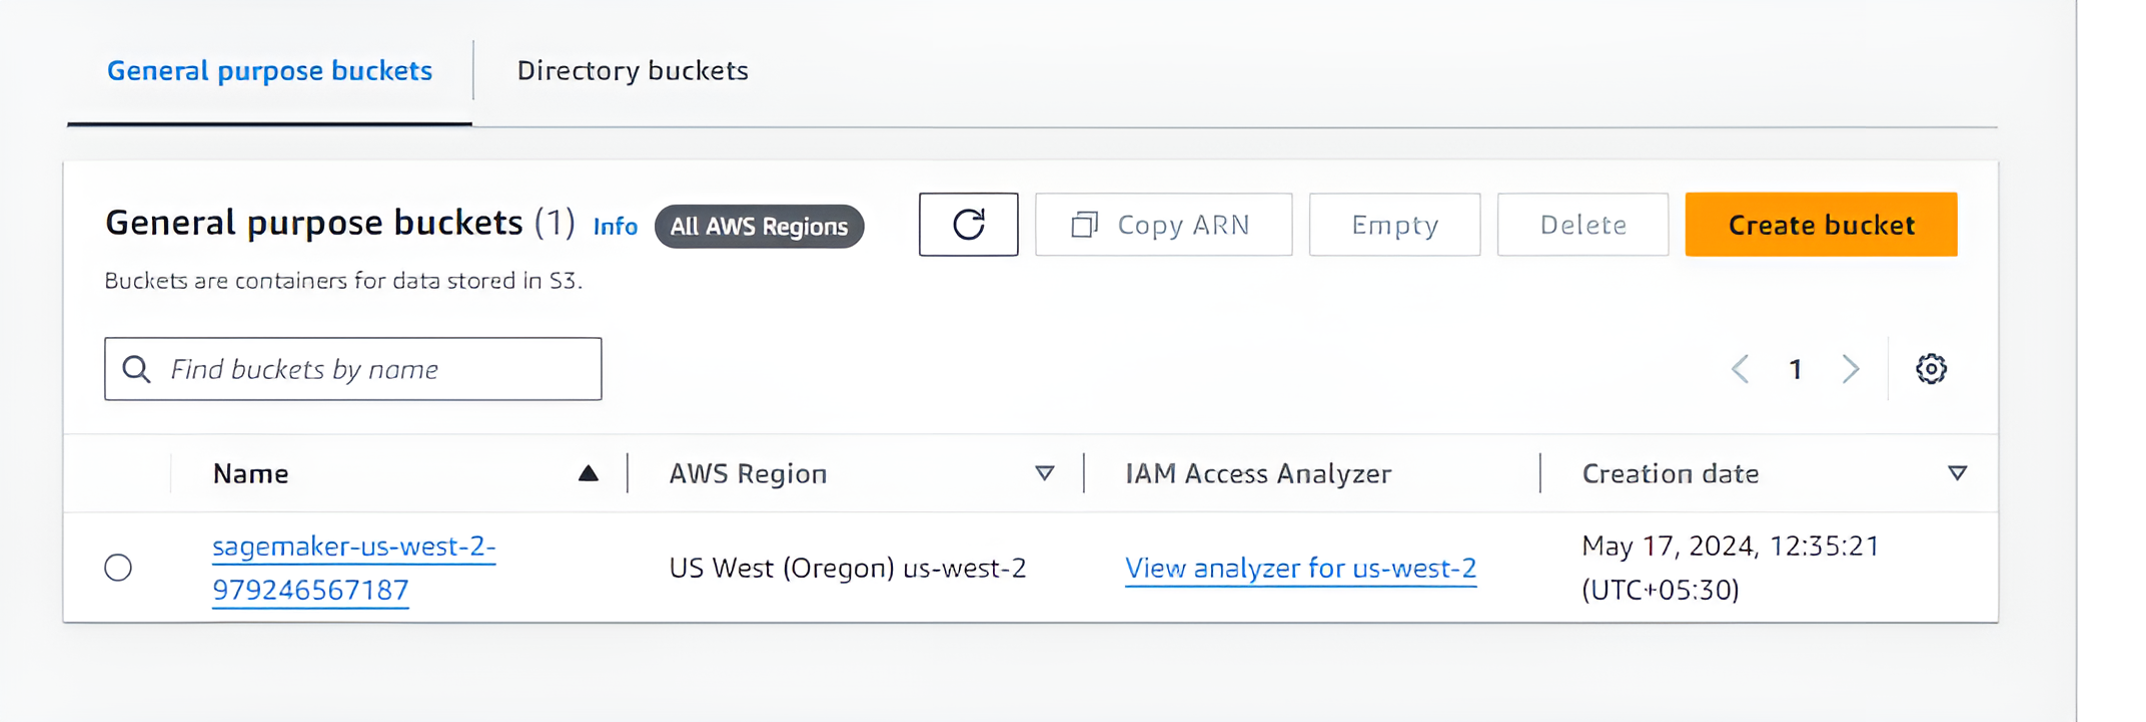 General purpose buckets
Directory buckets
General purpose buckets (1) Info All AWS Regions
Copy ARN
Empty
Delete
Create bucket
Buckets are containers for data stored in S3.
Find buckets by name
1
Name
AWS Region
IAM Access Analyzer
Creation date
sagemaker-us-west-2-
979246567187
US West (Oregon) us-west-2
View analyzer for us-west-2
May 17, 2024, 12:35:21
(UTC+05:30)